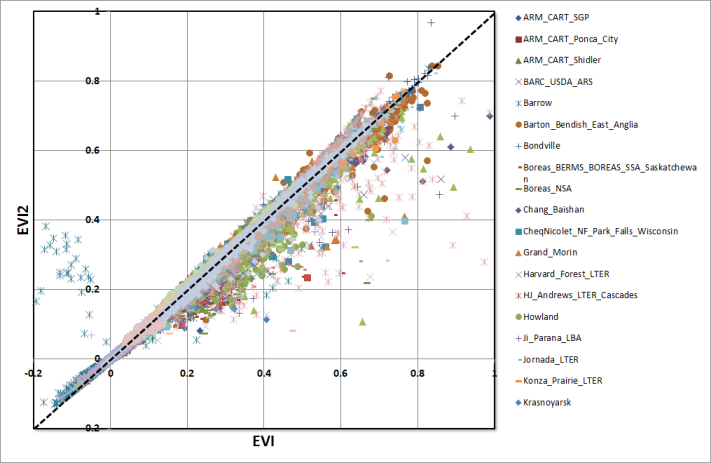 1
0.8
0.6
0.4
0.2
0
-0.2
0
0.2
0.4
0.6
0.8
1
EVI2
EVI
ARM_CART_SGP
ARM_CART_Ponca_City
ARM_CART_Shidler
BARC_USDA_ARS
Barrow
Barton_Bendish_East_Anglia
Bondville
Boreas_BERMS_BOREAS_SSA_Saskatchewa
n
Boreas_NSA
Chang_Baishan
CheqNicolet_NF_Park_Falls_Wisconsin
Grand_Morin
Harvard_Forest_LTER
HJ_Andrews_LTER_Cascades
Howland
Ji_Parana_LBA
Jornada_LTER
Konza_Prairie_LTER
Krasnoyarsk